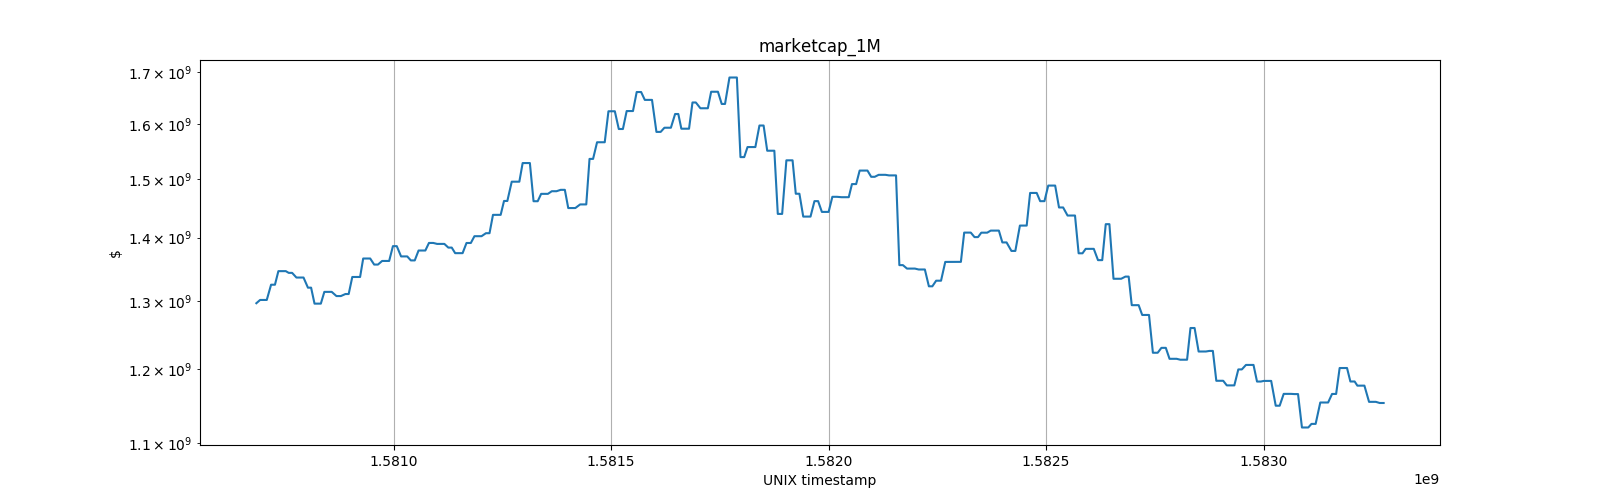 marketcap_1M
1.7 × 10⁹
1.6 × 10⁹
1.5 × 10⁹
1.4 × 10⁹
1.3 × 10⁹
1.2 × 10⁹
1.1 × 10⁹
$
1.5810 1.5815 1.5820 1.5825 1.5830
UNIX timestamp
1e9